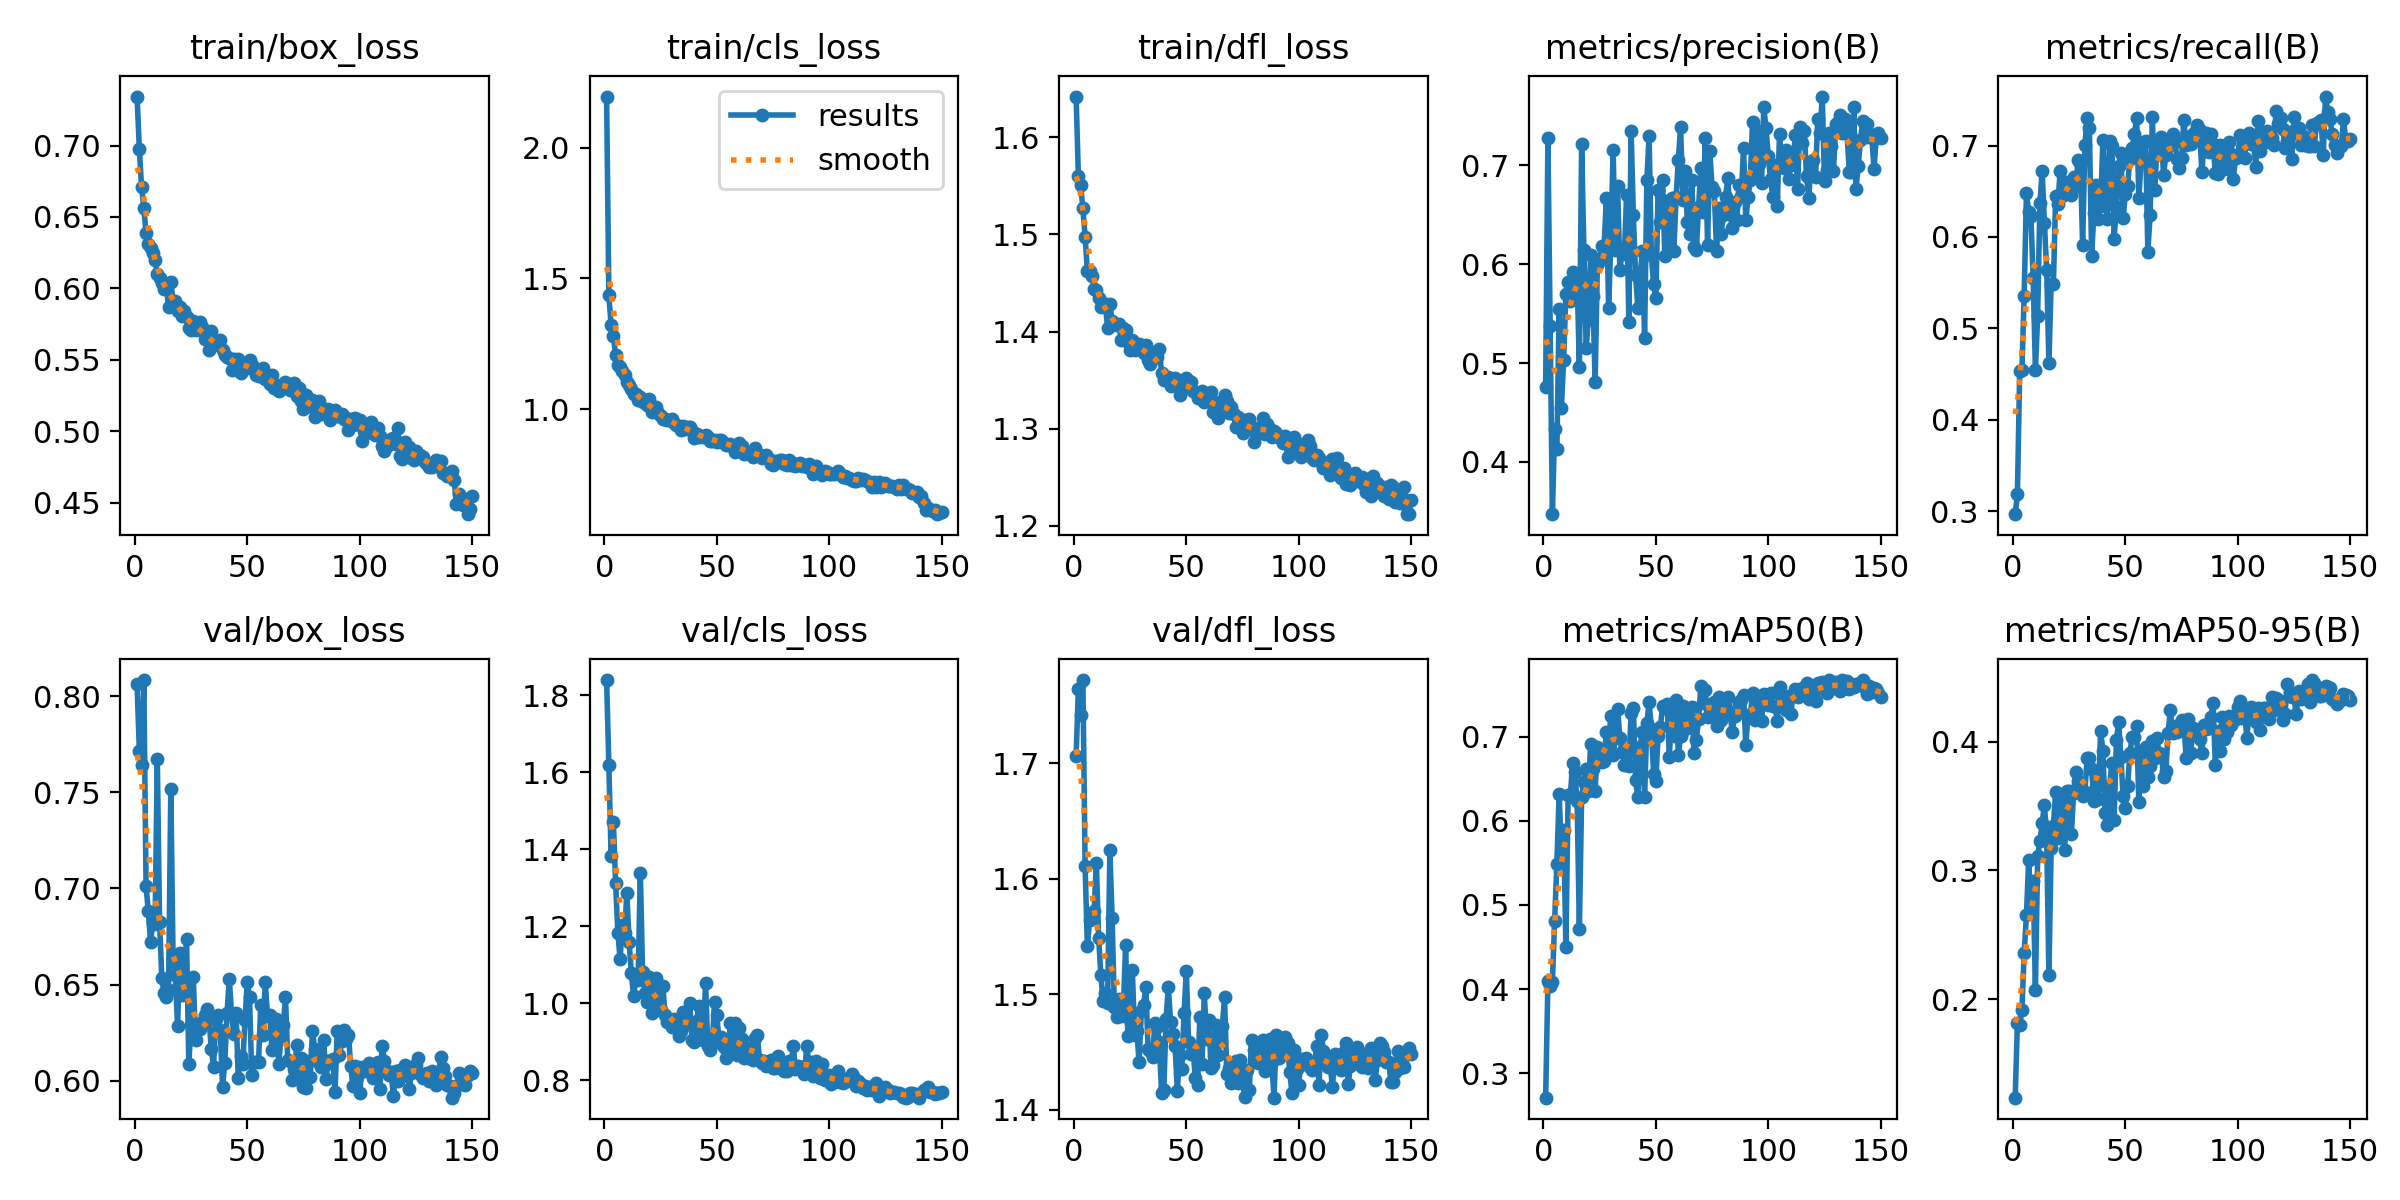 train/box_loss
0.70
0.65
0.60
0.55
0.50
0.45
0 50 100 150
train/cls_loss
results
smooth
2.0
1.5
1.0
0 50 100 150
train/dfl_loss
1.6
1.5
1.4
1.3
1.2
0 50 100 150
metrics/precision(B)
0.7
0.6
0.5
0.4
0 50 100 150
metrics/recall(B)
0.7
0.6
0.5
0.4
0.3
0 50 100 150
val/box_loss
0.80
0.75
0.70
0.65
0.60
0 50 100 150
val/cls_loss
1.8
1.6
1.4
1.2
1.0
0.8
0 50 100 150
val/dfl_loss
1.7
1.6
1.5
1.4
0 50 100 150
metrics/mAP50(B)
0.7
0.6
0.5
0.4
0.3
0 50 100 150
metrics/mAP50-95(B)
0.4
0.3
0.2
0 50 100 150